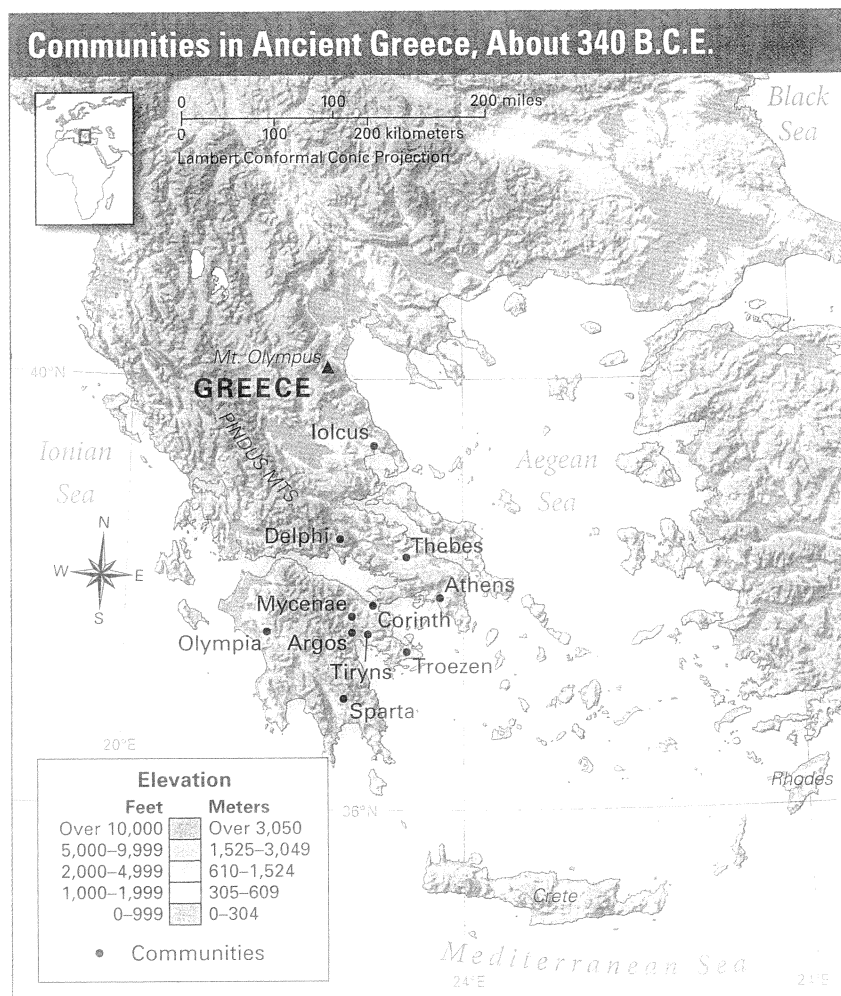 Communities in Ancient Greece, About 340 B.C.E.
0 100 200 miles
0 100 200 kilometers
Lambert Conformal Conic Projection
Black
Sea
Mt. Olympus
40°N
GREECE
PINDUS MTS
Iolcus
Ionian
Sea
Aegean
Sea
N
W E
S
Delphi
Thebes
Athens
Mycenae
Corinth
Olympia
Argos
Tiryns
Troezen
Sparta
20°E
Rhodes
36°N
Crete
Mediterranean Sea
24°E
Elevation
Feet Meters
Over 10,000 Over 3,050
5,000–9,999 1,525–3,049
2,000–4,999 610–1,524
1,000–1,999 305–609
0–999 0–304
Communities